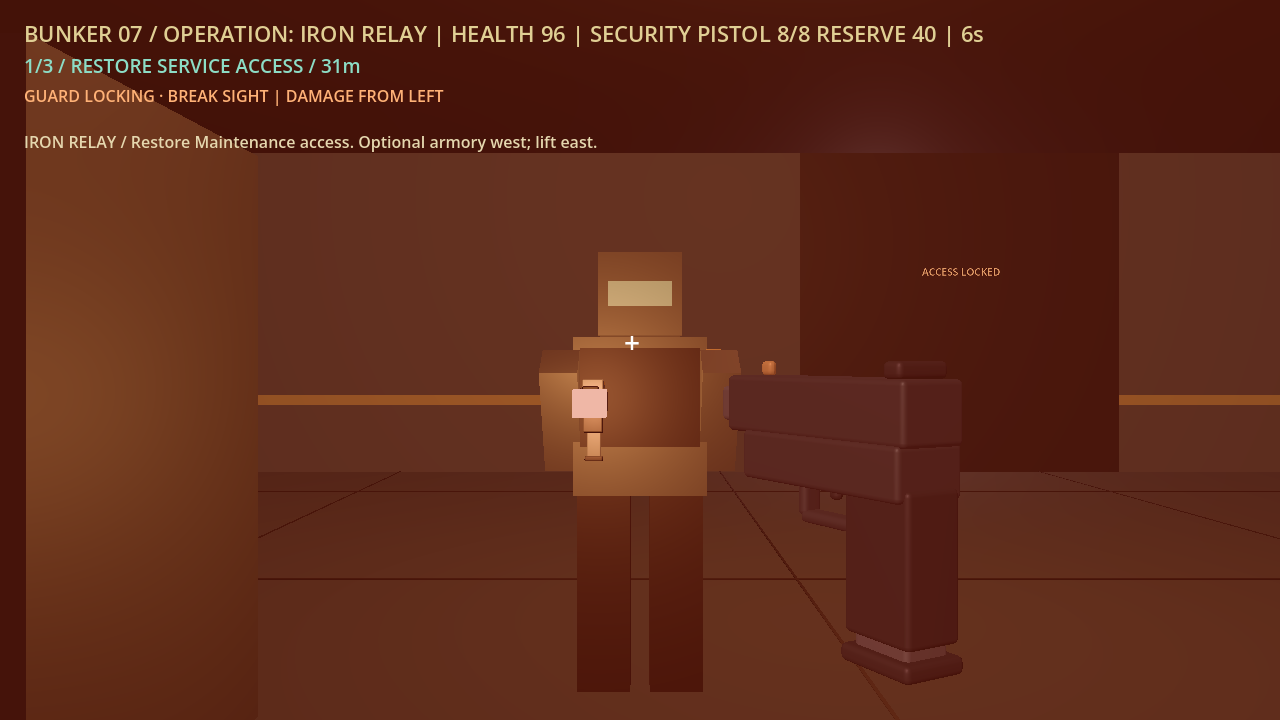 BUNKER 07 / OPERATION: IRON RELAY | HEALTH 96 | SECURITY PISTOL 8/8 RESERVE 40 | 6s
1/3 / RESTORE SERVICE ACCESS / 31m
GUARD LOCKING · BREAK SIGHT | DAMAGE FROM LEFT
IRON RELAY / Restore Maintenance access. Optional armory west; lift east.
ACCESS LOCKED